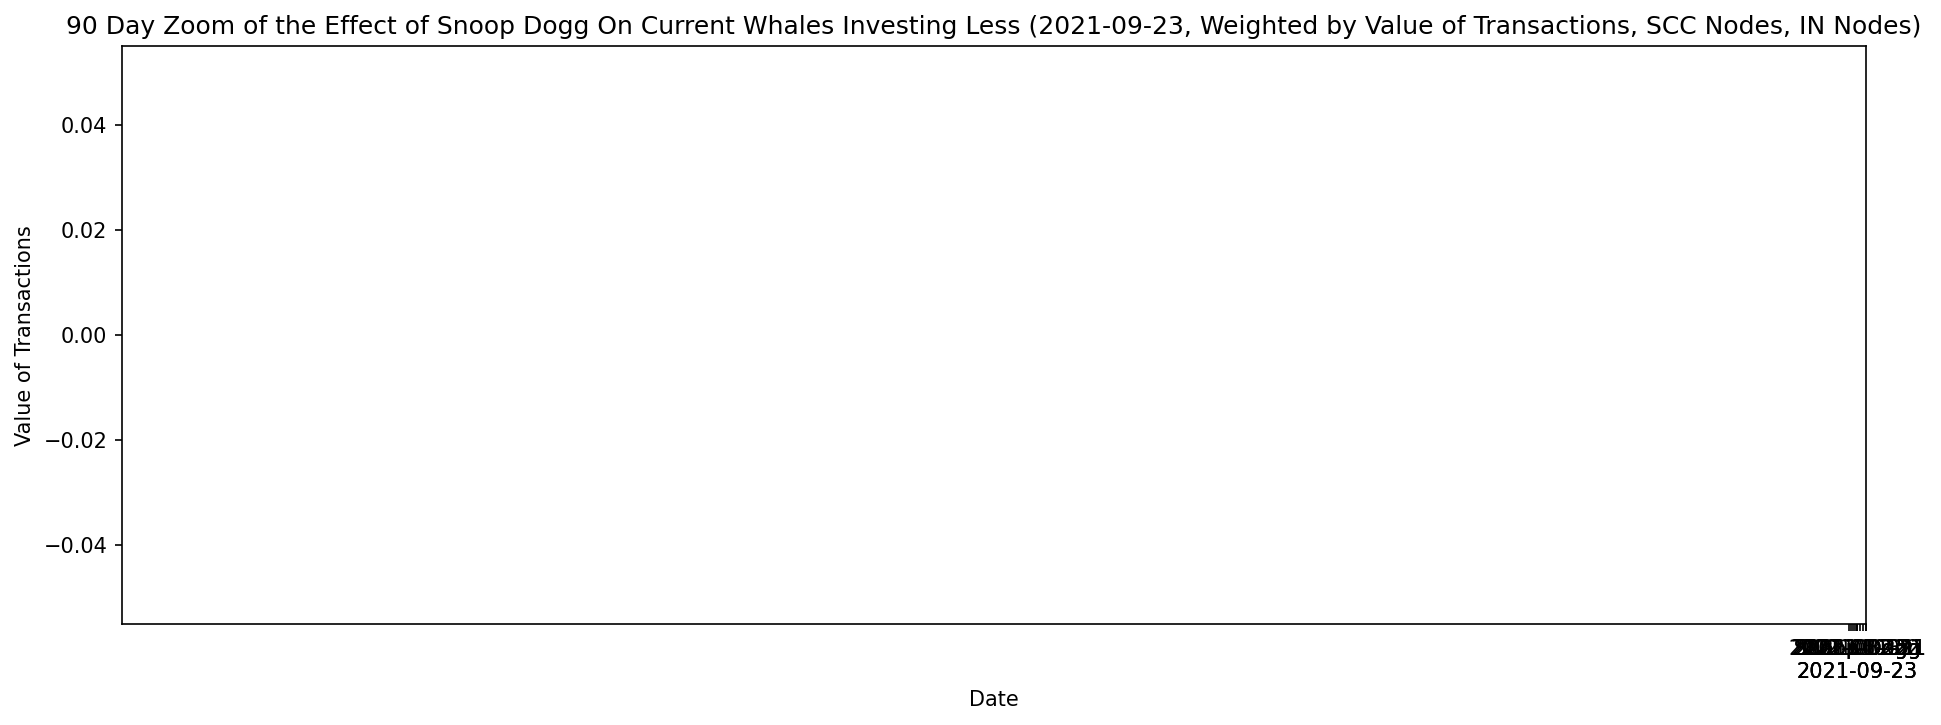 90 Day Zoom of the Effect of Snoop Dogg On Current Whales Investing Less (2021-09-23, Weighted by Value of Transactions, SCC Nodes, IN Nodes)
0.04
0.02
0.00
−0.02
−0.04
Value of Transactions
2021-09-23
Date